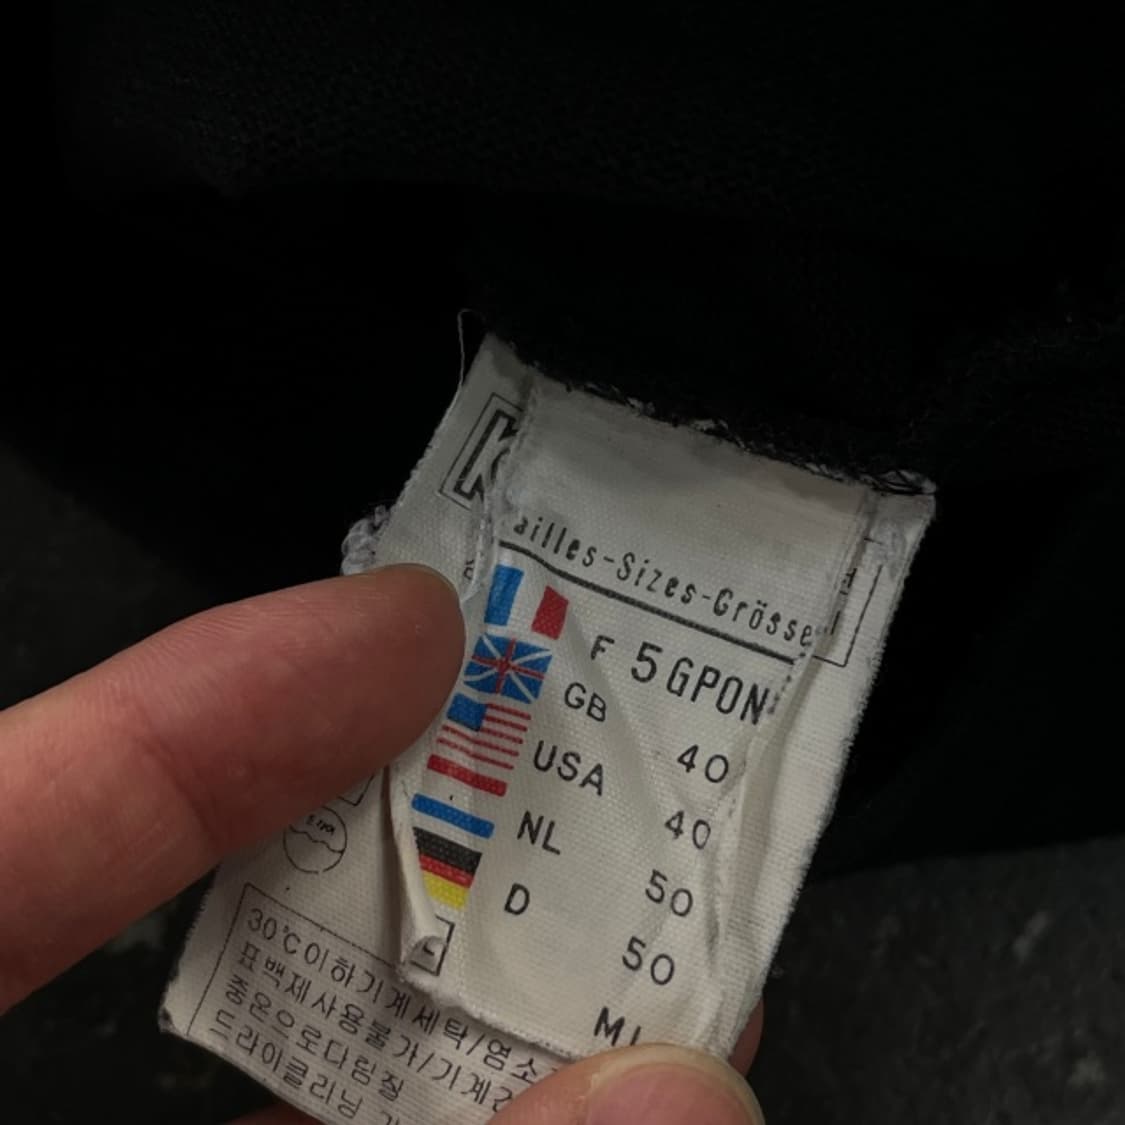 K
ailles-Sizes-Grösse
F 5GPON
GB 40
USA 40
NL 50
D 50
30℃이하기계세탁/염소
표백제사용불가/기계
중온으로다림질
드라이클리닝